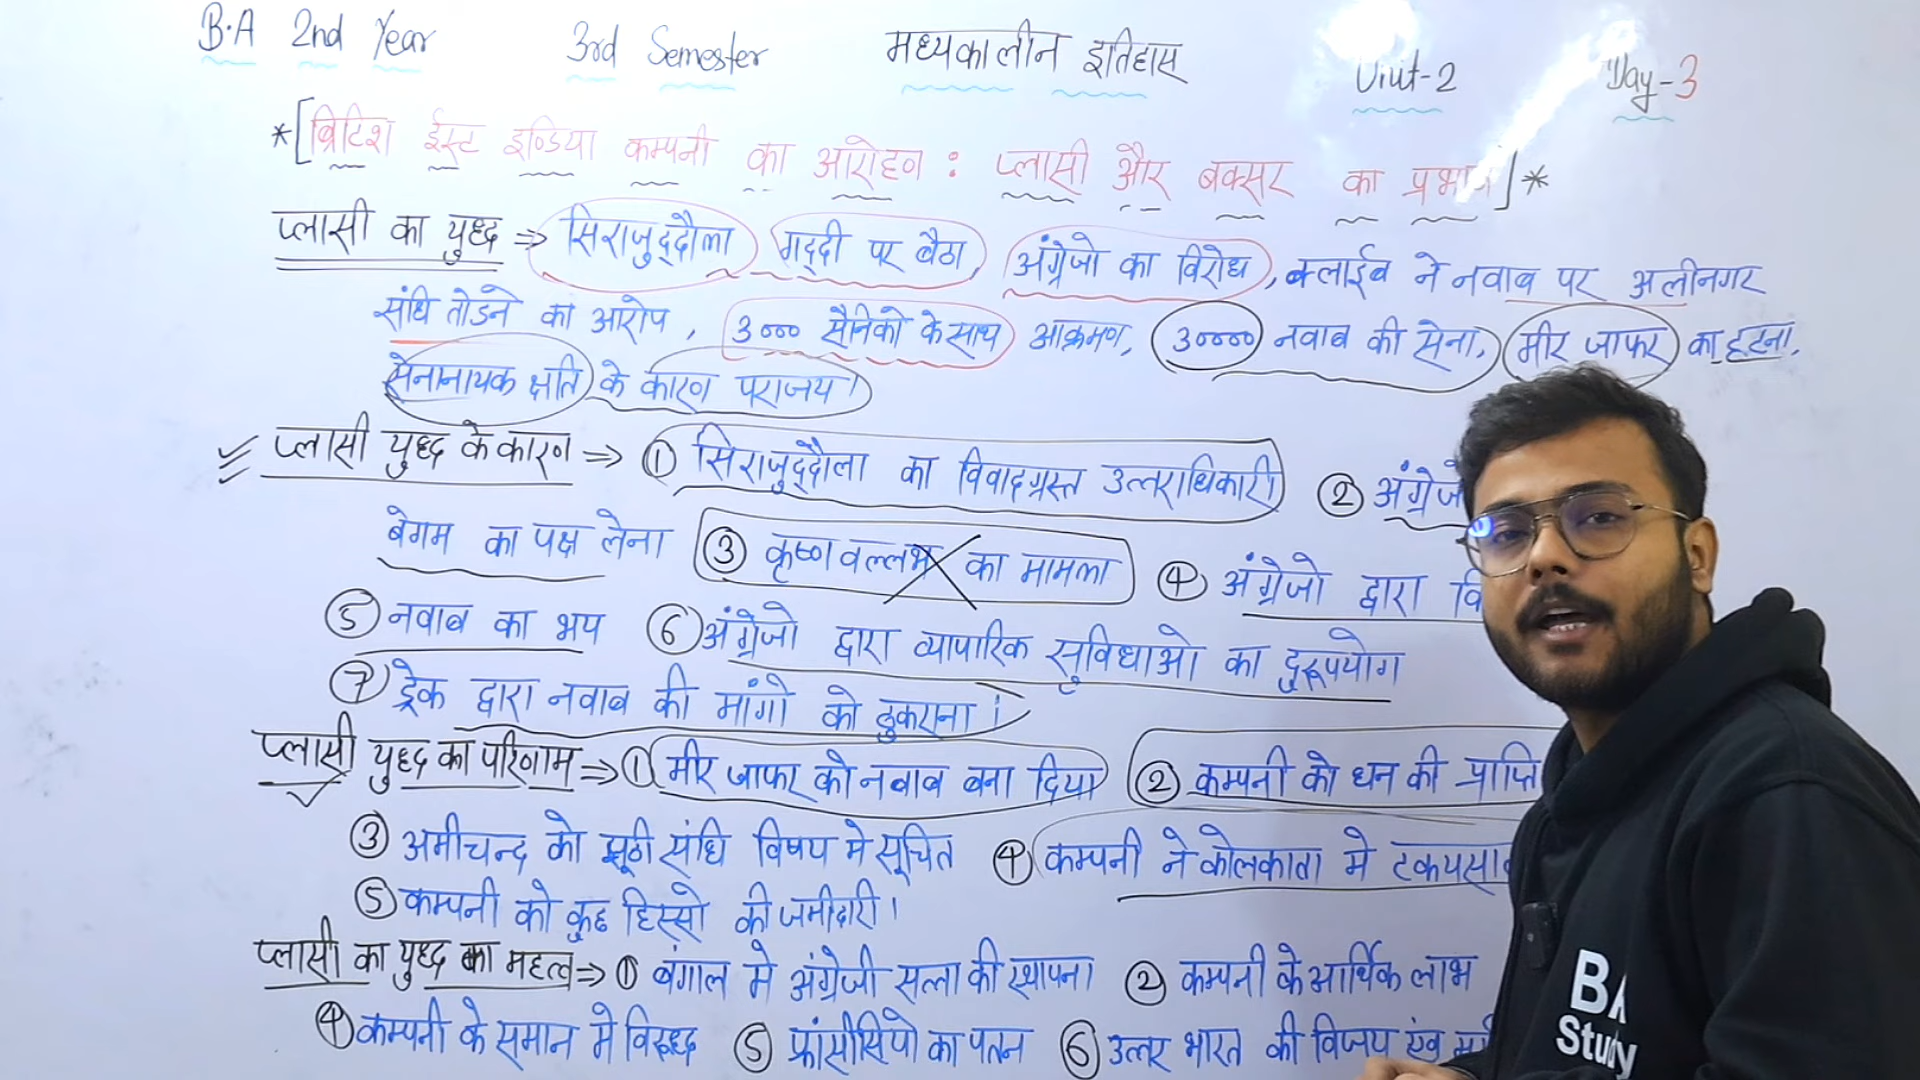 B.A 2nd Year 3rd Semester मध्यकालीन इतिहास Unit-2 Day-3
*[ब्रिटिश ईस्ट इण्डिया कम्पनी का आरोहण : प्लासी और बक्सर का प्रभाव]*
प्लासी का युध्द ⇒ सिराजुद्दौला गद्दी पर बैठा, अंग्रेजो का विरोध, क्लाईब ने नवाब पर अलीनगर
संधि तोडने का आरोप, 3000 सैनिको के साथ आक्रमण, 30000 नवाब की सेना, मीर जाफर का हटना,
सेनानायक क्षति के कारण पराजय।
प्लासी युध्द के कारण ⇒ ① सिराजुद्दौला का विवादग्रस्त उत्तराधिकारी ② अंग्रेजो
बेगम का पक्ष लेना ③ कृष्णवल्लभ का मामला ④ अंग्रेजो द्वारा
⑤ नवाब का भय ⑥ अंग्रेजो द्वारा व्यापारिक सुविधाओ का दुरूपयोग
⑦ ड्रेक द्वारा नवाब की मांगो को ठुकराना।
प्लासी युध्द का परिणाम ⇒ ① मीर जाफर को नवाब बना दिया ② कम्पनी को धन की प्राप्ति
③ अमीचन्द को झूठी संधि विषय मे सूचित ④ कम्पनी ने कोलकाता मे टकयसा
⑤ कम्पनी को कुछ हिस्सो की जमीदारी।
प्लासी का युध्द का महत्व ⇒ ① बंगाल मे अंग्रेजी सत्ता की स्थापना ② कम्पनी के आर्थिक लाभ
④ कम्पनी के समान मे विरुध्द ⑤ फ्रांसीसियो का पतन ⑥ उत्तर भारत की विजय एंव
BA
Study